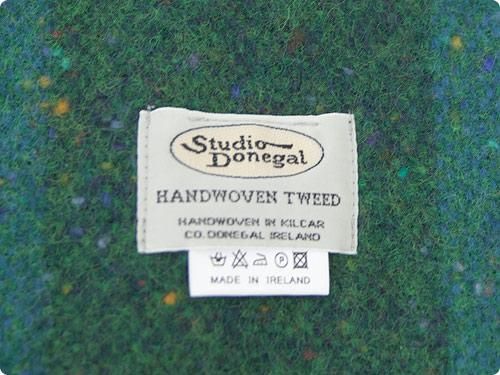 Studio
Donegal
HANDWOVEN TWEED
HANDWOVEN IN KILCAR
CO. DONEGAL IRELAND
P
MADE IN IRELAND